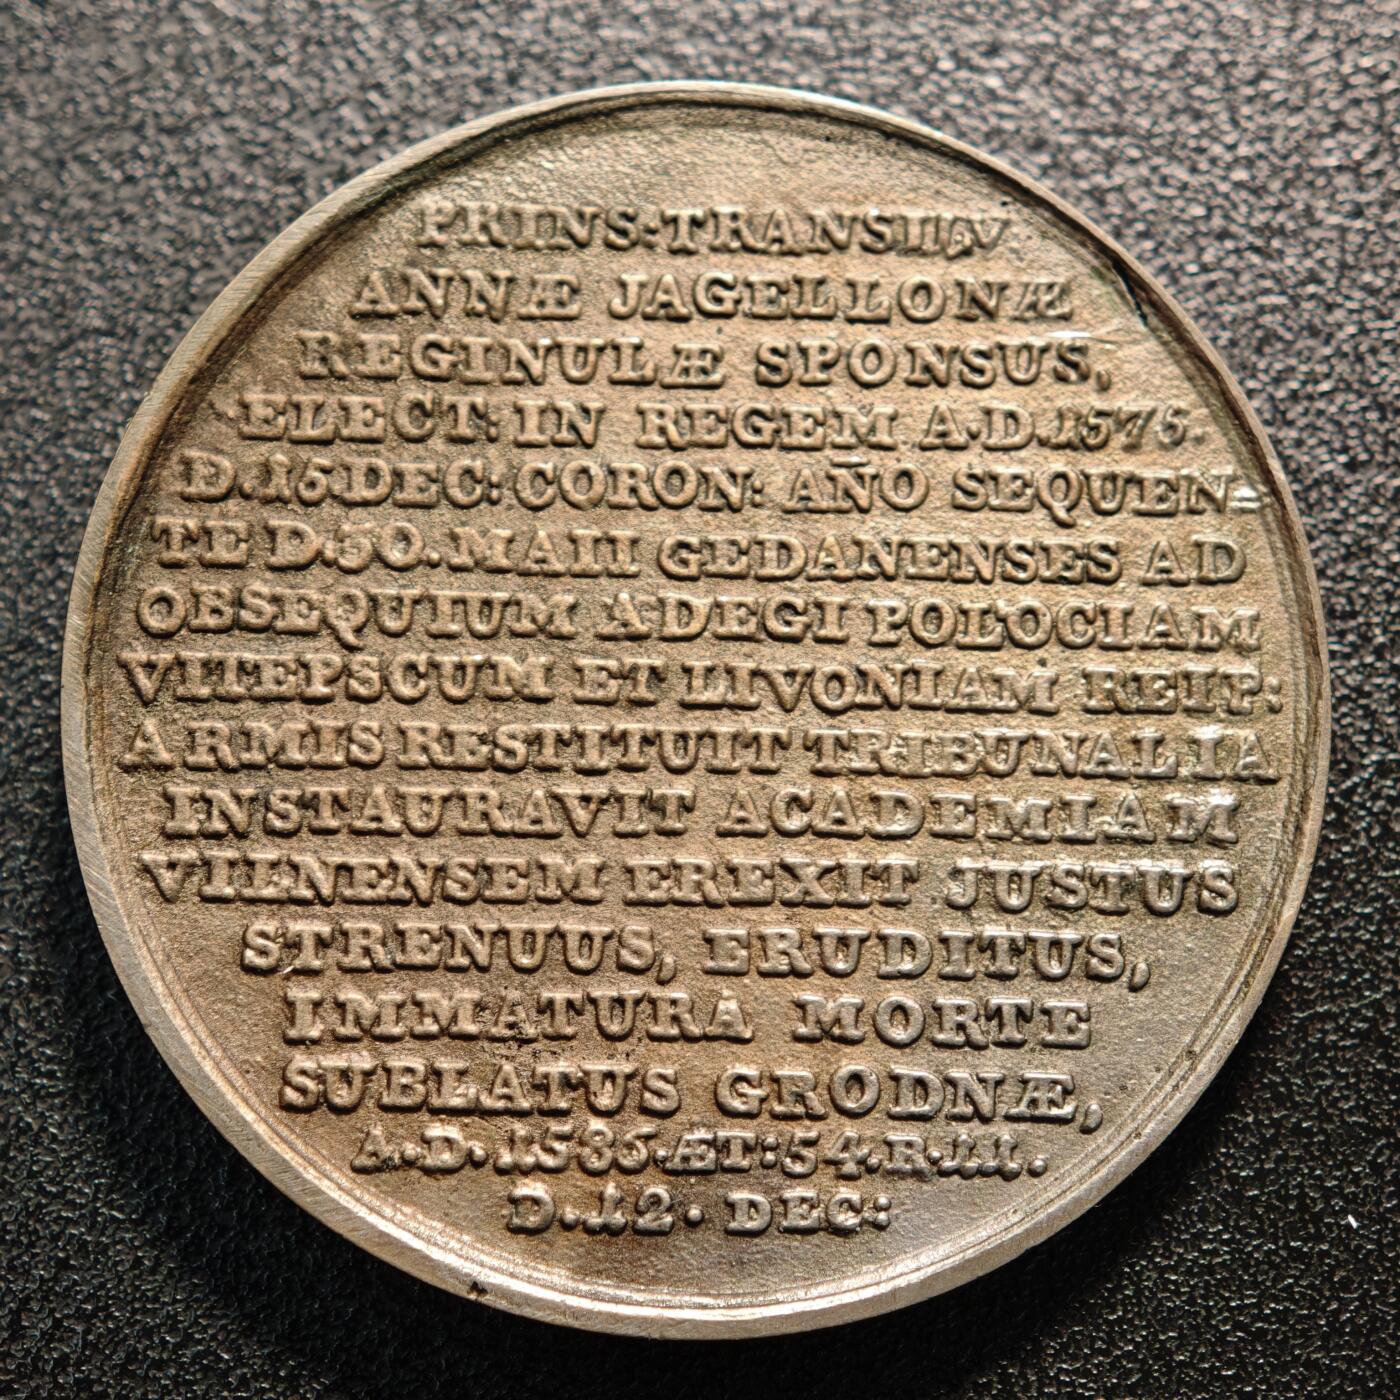 PRINS:TRANSILV
ANNÆ JAGELLONÆ
REGINULÆ SPONSUS,
ELECT: IN REGEM A.D.1575.
D.15 DEC: CORON: AÑO SEQUEN-
TE D.30. MAII GEDANENSES AD
OBSEQUIUM ADEGI POLOCIAM
VITEPSCUM ET LIVONIAM REIP:
ARMIS RESTITUIT TRIBUNALIA
INSTAURAVIT ACADEMIAM
VILNENSEM EREXIT JUSTUS
STRENUUS, ERUDITUS,
IMMATURA MORTE
SUBLATUS GRODNÆ,
A.D. 1586. ÆT: 54. R. 11.
D. 12. DEC: